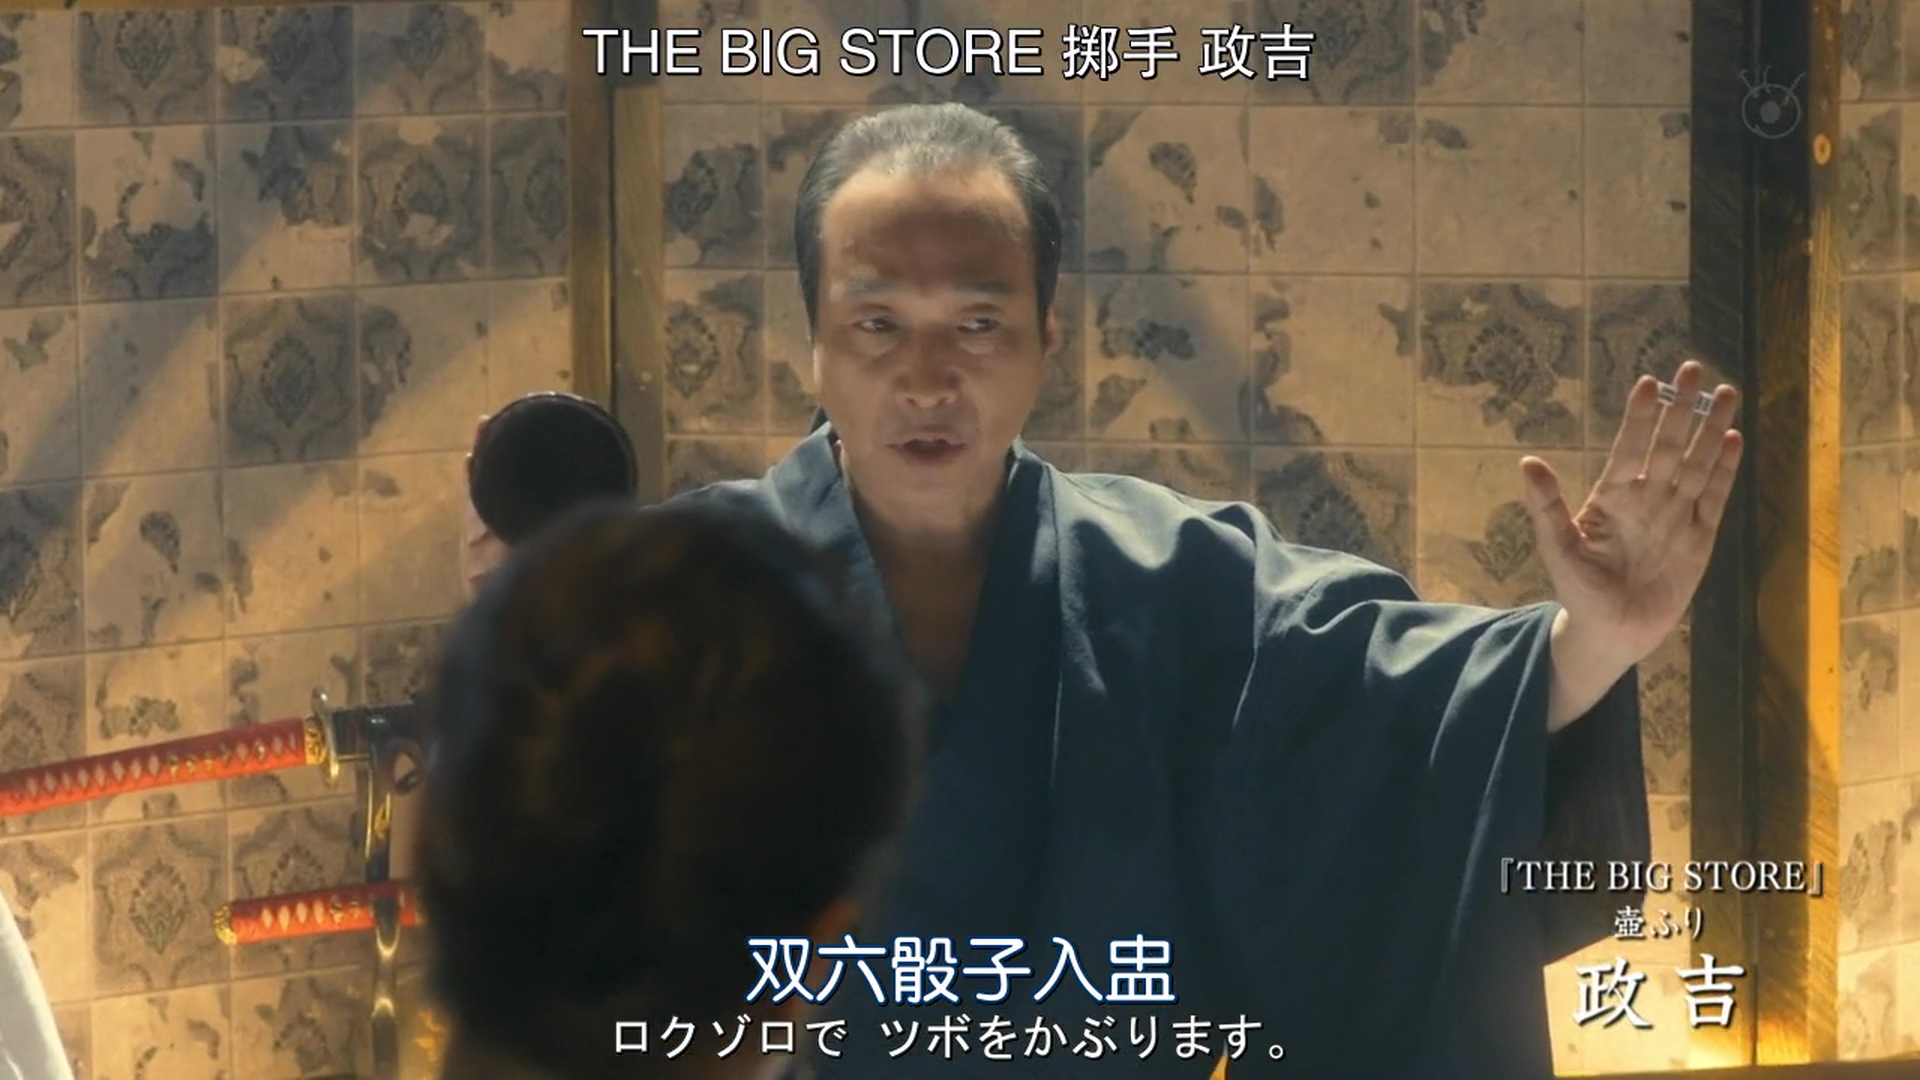 THE BIG STORE 掷手 政吉
『THE BIG STORE』
壺ふり
政吉
双六骰子入盅
ロクゾロで ツボをかぶります。